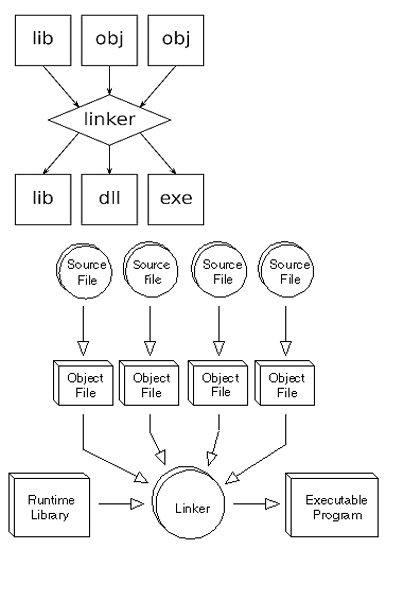 lib obj obj
linker
lib dll exe
Source Source Source Source
File file File File
Object Object Object Object
File File File File
Runtime
Library
Linker
Executable
Program